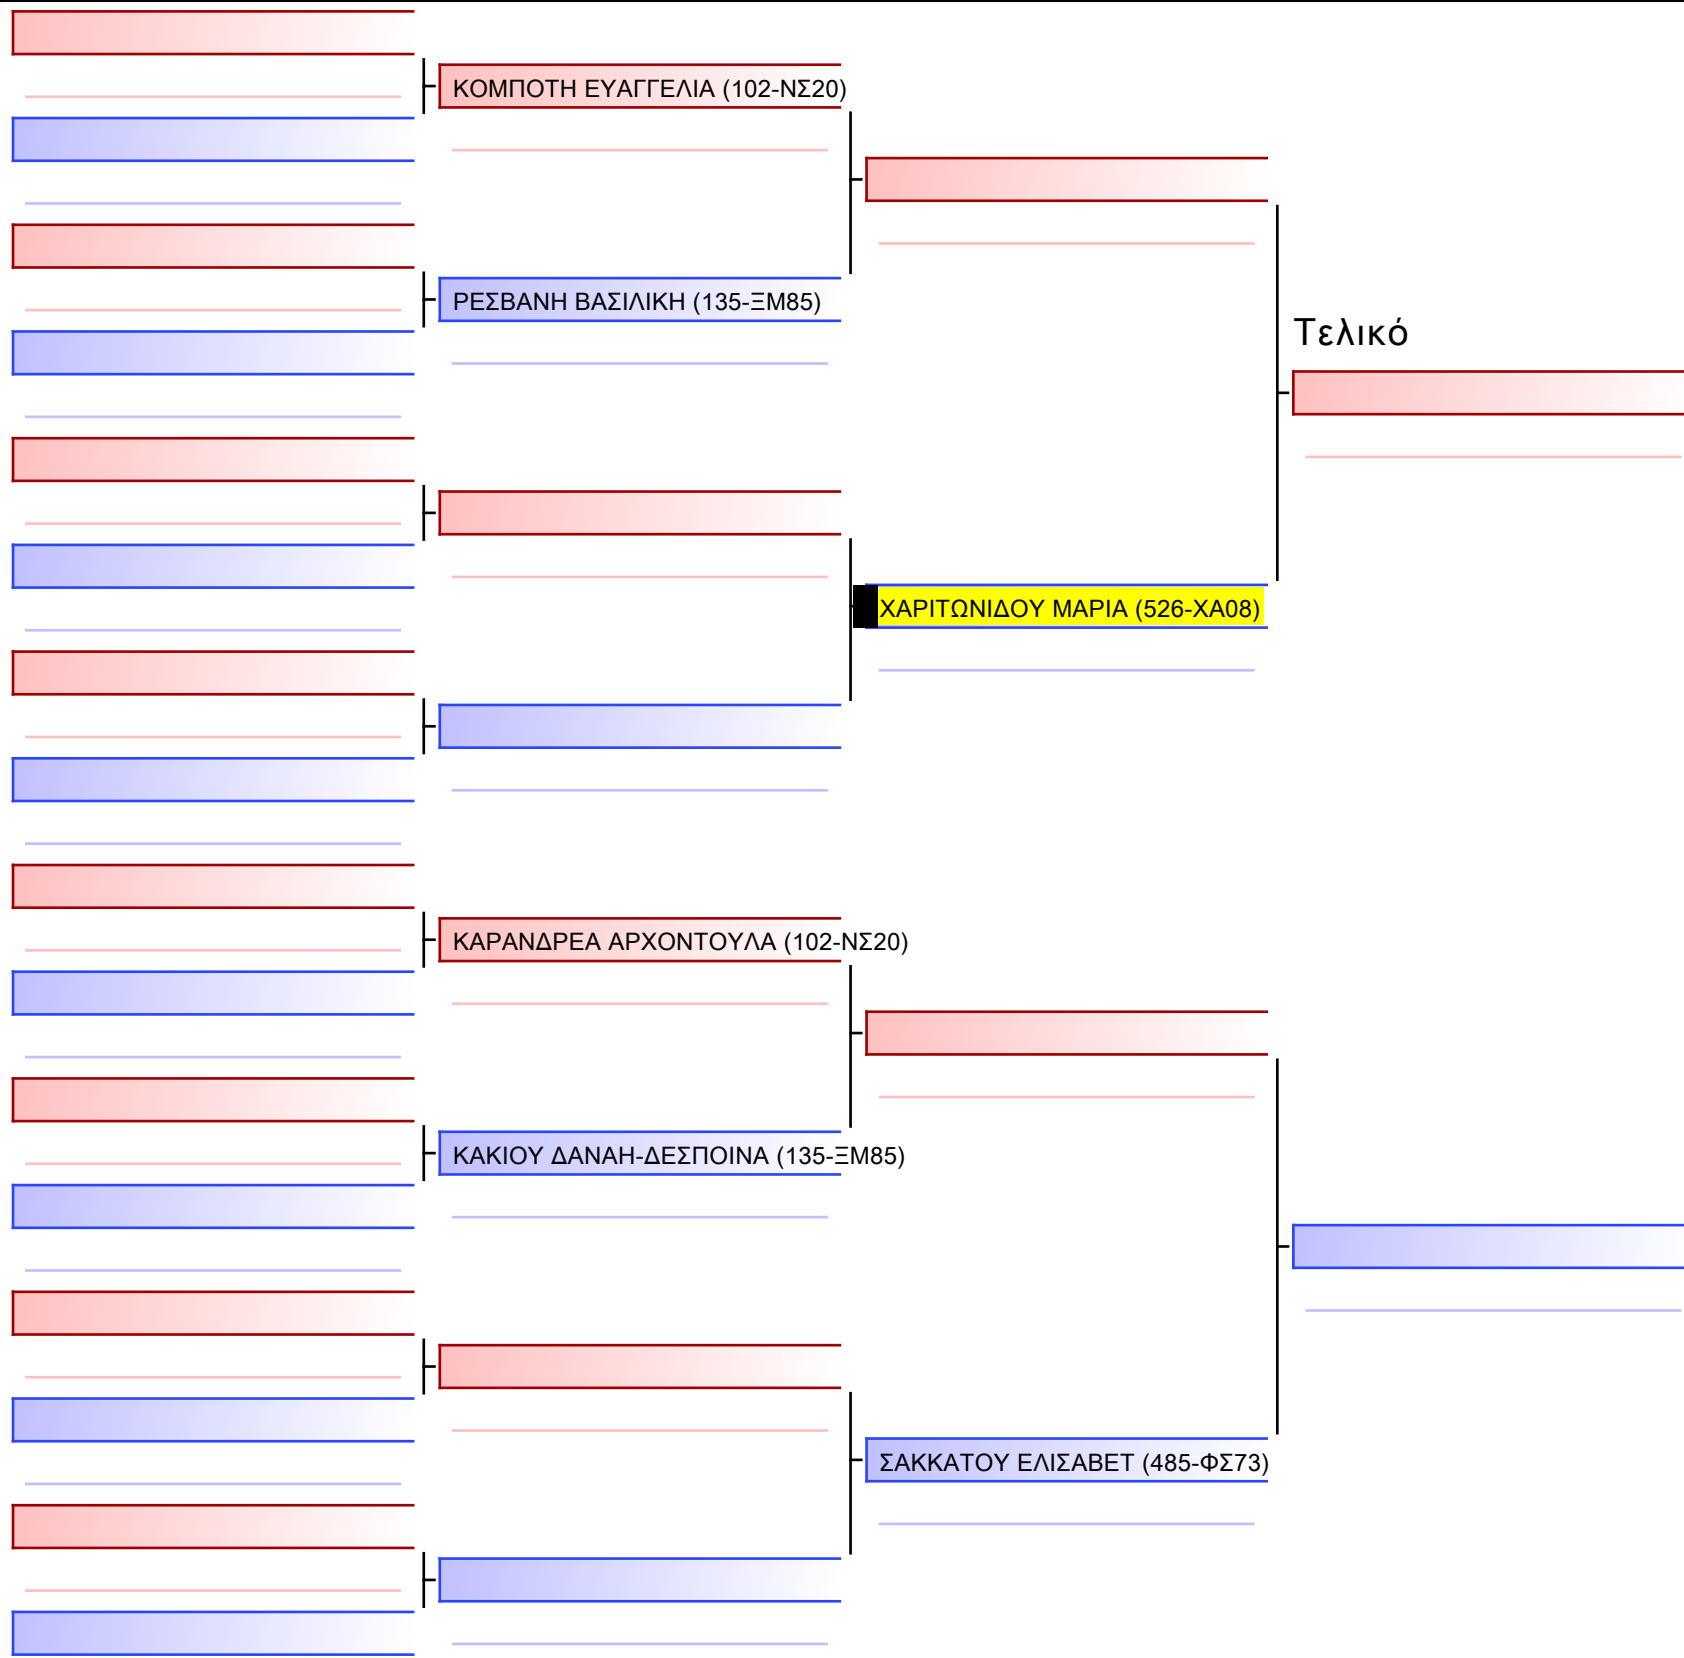 ΚΟΜΠΟΤΗ ΕΥΑΓΓΕΛΙΑ (102-ΝΣ20)
ΡΕΣΒΑΝΗ ΒΑΣΙΛΙΚΗ (135-ΞΜ85)
Τελικό
ΧΑΡΙΤΩΝΙΔΟΥ ΜΑΡΙΑ (526-ΧΑ08)
ΚΑΡΑΝΔΡΕΑ ΑΡΧΟΝΤΟΥΛΑ (102-ΝΣ20)
ΚΑΚΙΟΥ ΔΑΝΑΗ-ΔΕΣΠΟΙΝΑ (135-ΞΜ85)
ΣΑΚΚΑΤΟΥ ΕΛΙΣΑΒΕΤ (485-ΦΣ73)